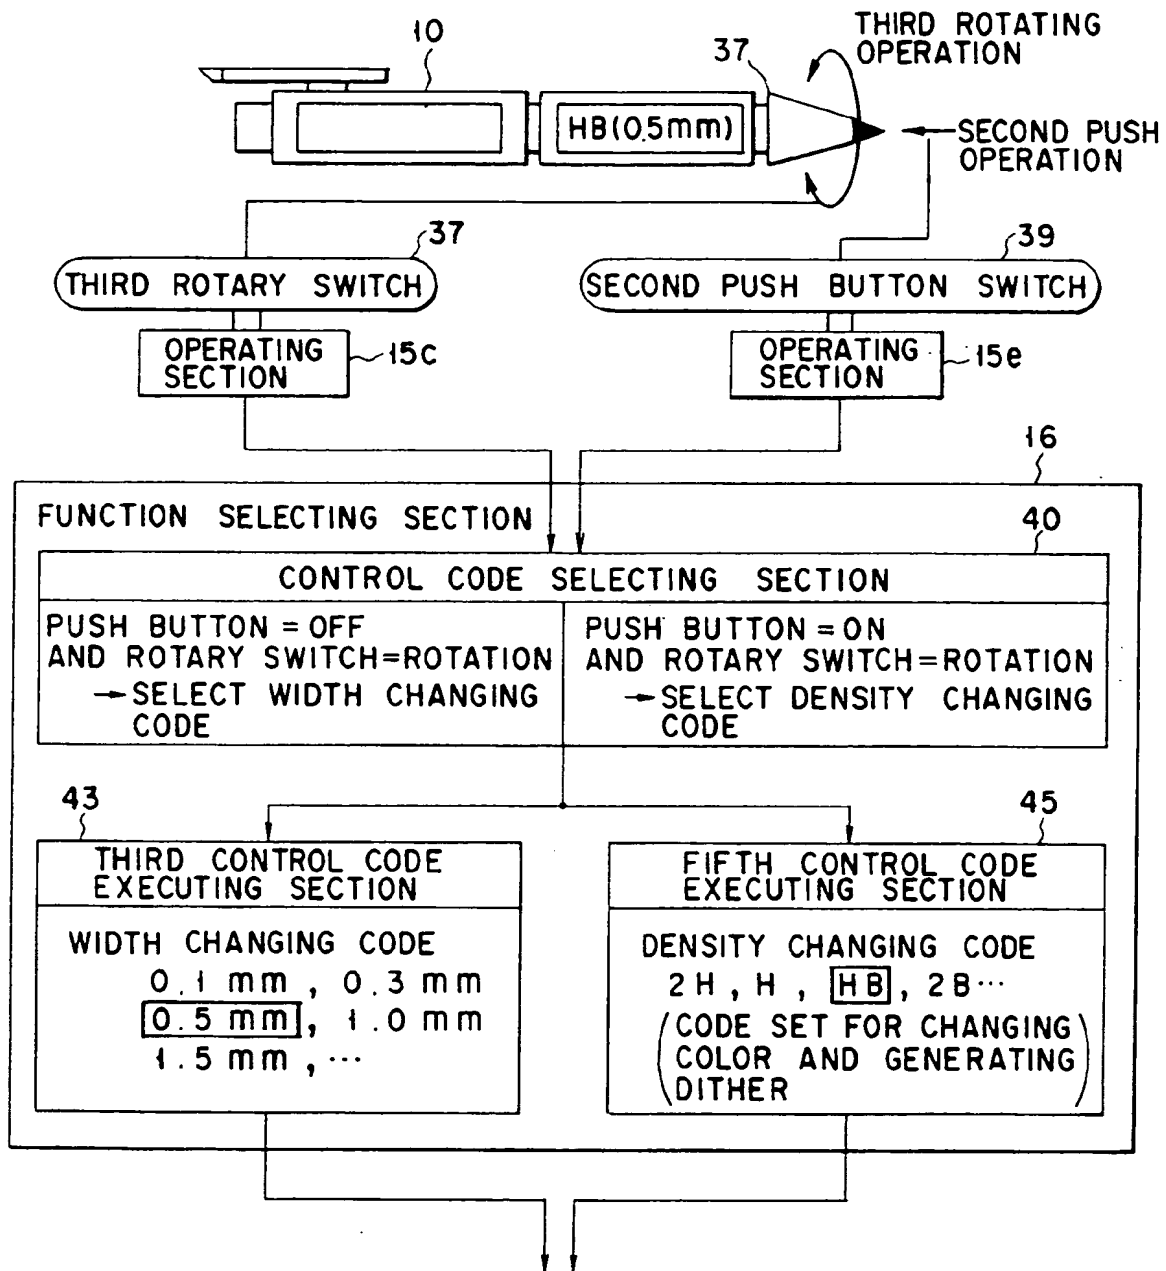 10
37
THIRD ROTATING
OPERATION
HB(0.5mm)
SECOND PUSH
OPERATION
37
THIRD ROTARY SWITCH
39
SECOND PUSH BUTTON SWITCH
OPERATING
SECTION
15c
OPERATING
SECTION
15e
16
FUNCTION SELECTING SECTION
40
CONTROL CODE SELECTING SECTION
PUSH BUTTON = OFF
AND ROTARY SWITCH=ROTATION
→ SELECT WIDTH CHANGING
CODE
PUSH BUTTON = ON
AND ROTARY SWITCH=ROTATION
→ SELECT DENSITY CHANGING
CODE
43
THIRD CONTROL CODE
EXECUTING SECTION
WIDTH CHANGING CODE
0.1 mm , 0.3 mm
0.5 mm , 1.0 mm
1.5 mm , ...
45
FIFTH CONTROL CODE
EXECUTING SECTION
DENSITY CHANGING CODE
2H , H , HB , 2B ...
(CODE SET FOR CHANGING
COLOR AND GENERATING
DITHER)